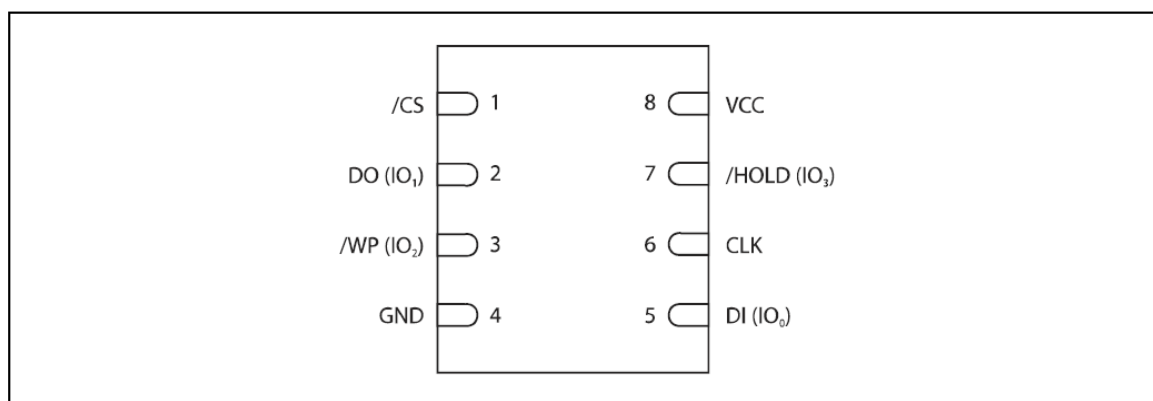 /CS 1 8 VCC
DO (IO₁) 2 7 /HOLD (IO₃)
/WP (IO₂) 3 6 CLK
GND 4 5 DI (IO₀)